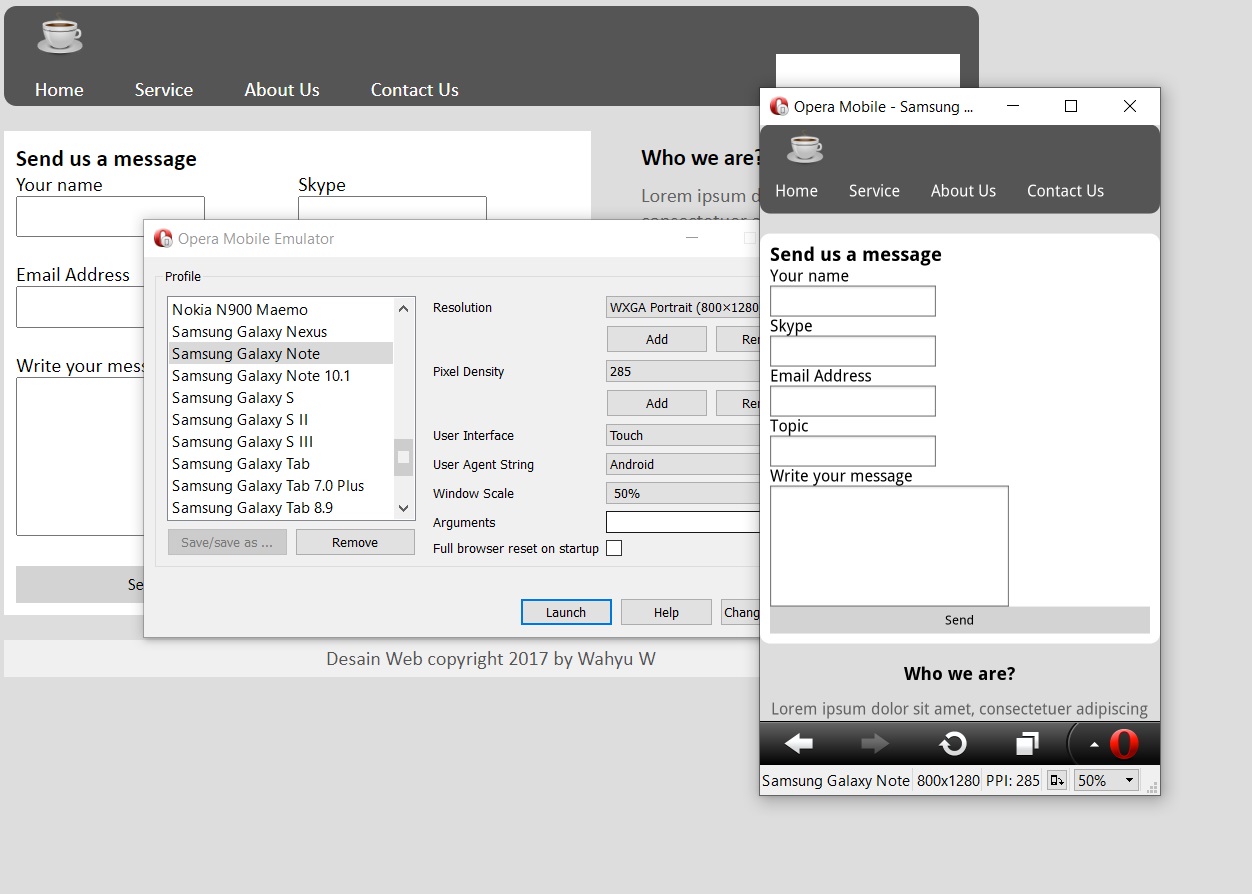 Home Service About Us Contact Us
Send us a message
Your name Skype
Email Address
Write your mess
Se
Who we are?
Lorem ipsum d
consectetuer a
Desain Web copyright 2017 by Wahyu W
Opera Mobile Emulator
Profile
Nokia N900 Maemo
Samsung Galaxy Nexus
Samsung Galaxy Note
Samsung Galaxy Note 10.1
Samsung Galaxy S
Samsung Galaxy S II
Samsung Galaxy S III
Samsung Galaxy Tab
Samsung Galaxy Tab 7.0 Plus
Samsung Galaxy Tab 8.9
Save/save as ... Remove
Resolution WXGA Portrait (800×1280
Add Rer
Pixel Density 285
Add Rer
User Interface Touch
User Agent String Android
Window Scale 50%
Arguments
Full browser reset on startup
Launch Help Chang
Opera Mobile - Samsung ...
Home Service About Us Contact Us
Send us a message
Your name
Skype
Email Address
Topic
Write your message
Send
Who we are?
Lorem ipsum dolor sit amet, consectetuer adipiscing
Samsung Galaxy Note 800x1280 PPI: 285 50%